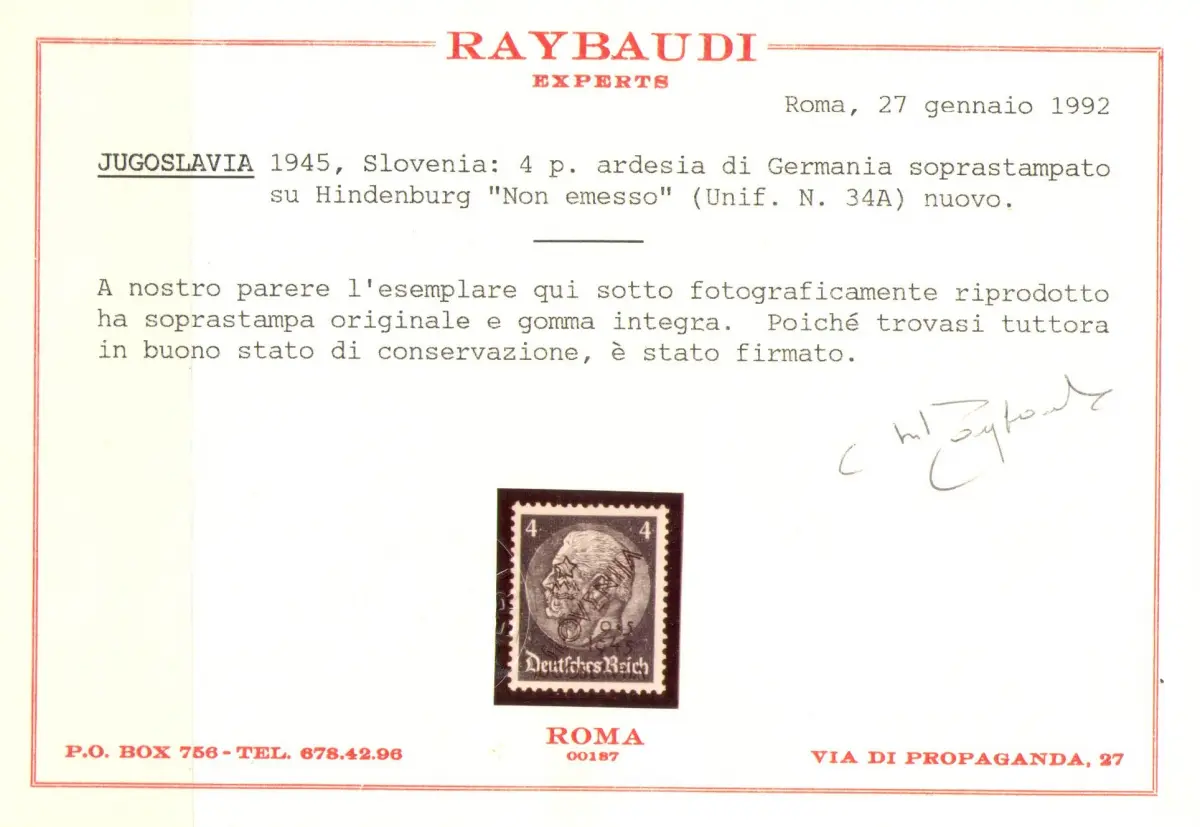 RAYBAUDI
EXPERTS
Roma, 27 gennaio 1992
JUGOSLAVIA 1945, Slovenia: 4 p. ardesia di Germania soprastampato
su Hindenburg "Non emesso" (Unif. N. 34A) nuovo.
A nostro parere l'esemplare qui sotto fotograficamente riprodotto
ha soprastampa originale e gomma integra. Poiché trovasi tuttora
in buono stato di conservazione, è stato firmato.
4 4
Deutsches Reich
ROMA
00187
P.O. BOX 756 - TEL. 678.42.96
VIA DI PROPAGANDA, 27